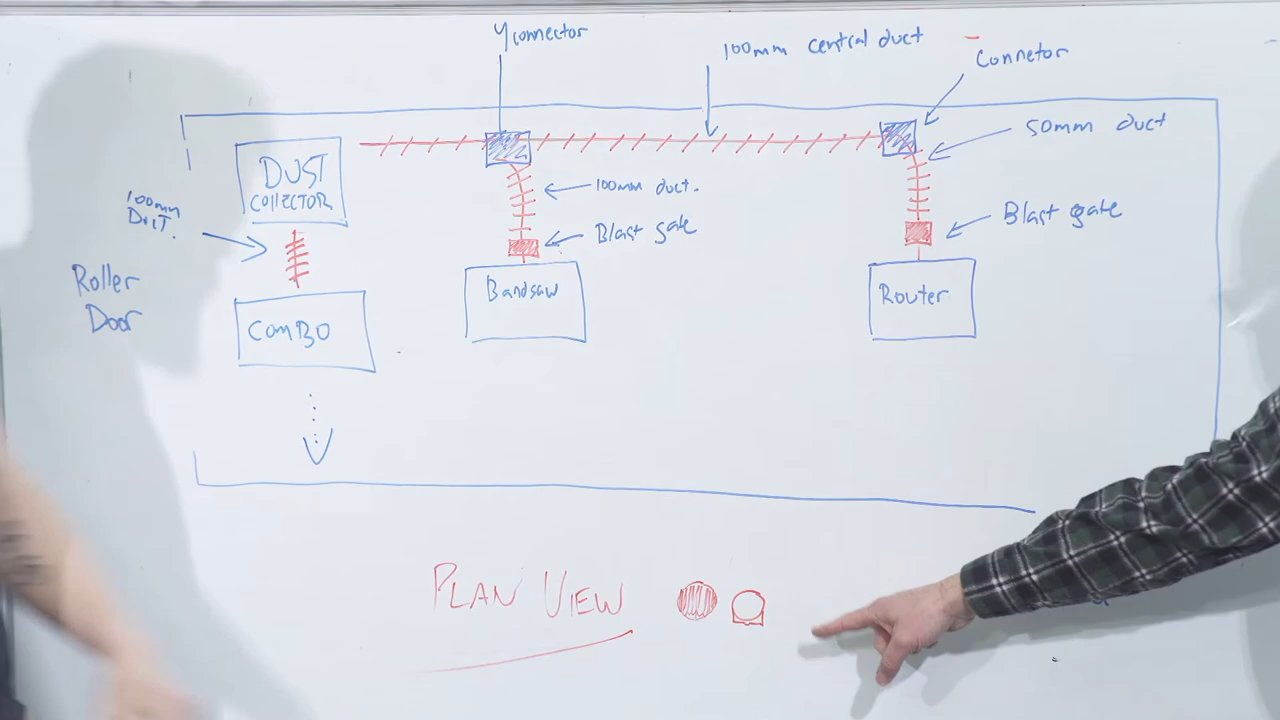 Yconnector
100mm central duct
Connetor
50mm duct
DUST
COLLECTOR
100mm
DUCT.
100mm duct.
Blast gate
Blast gate
Roller
Door
COMBO
Bandsaw
Router
PLAN VIEW